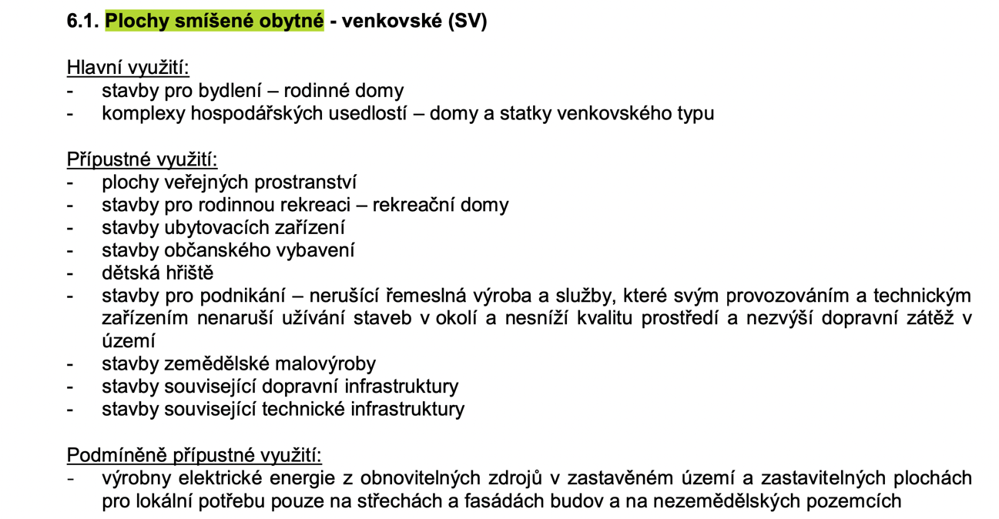 6.1. Plochy smíšené obytné - venkovské (SV)
Hlavní využití:
- stavby pro bydlení – rodinné domy
- komplexy hospodářských usedlostí – domy a statky venkovského typu
Přípustné využití:
- plochy veřejných prostranství
- stavby pro rodinnou rekreaci – rekreační domy
- stavby ubytovacích zařízení
- stavby občanského vybavení
- dětská hřiště
- stavby pro podnikání – nerušící řemeslná výroba a služby, které svým provozováním a technickým
zařízením nenaruší užívání staveb v okolí a nesníží kvalitu prostředí a nezvýší dopravní zátěž v
území
- stavby zemědělské malovýroby
- stavby související dopravní infrastruktury
- stavby související technické infrastruktury
Podmíněně přípustné využití:
- výrobny elektrické energie z obnovitelných zdrojů v zastavěném území a zastavitelných plochách
pro lokální potřebu pouze na střechách a fasádách budov a na nezemědělských pozemcích